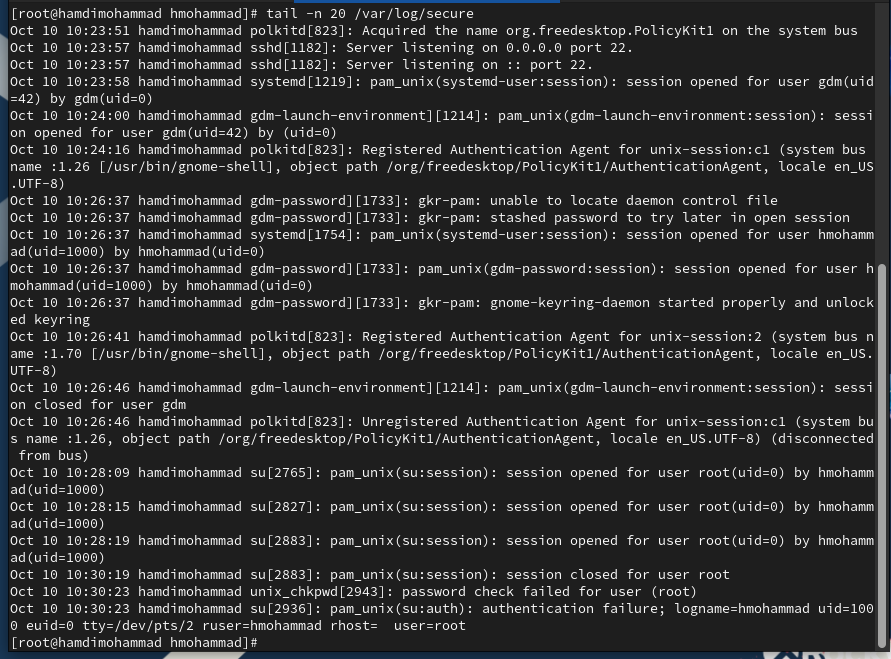 [root@hamdimohammad hmohammad]# tail -n 20 /var/log/secure
Oct 10 10:23:51 hamdimohammad polkitd[823]: Acquired the name org.freedesktop.PolicyKit1 on the system bus
Oct 10 10:23:57 hamdimohammad sshd[1182]: Server listening on 0.0.0.0 port 22.
Oct 10 10:23:57 hamdimohammad sshd[1182]: Server listening on :: port 22.
Oct 10 10:23:58 hamdimohammad systemd[1219]: pam_unix(systemd-user:session): session opened for user gdm(uid
=42) by gdm(uid=0)
Oct 10 10:24:00 hamdimohammad gdm-launch-environment][1214]: pam_unix(gdm-launch-environment:session): sessi
on opened for user gdm(uid=42) by (uid=0)
Oct 10 10:24:16 hamdimohammad polkitd[823]: Registered Authentication Agent for unix-session:c1 (system bus
name :1.26 [/usr/bin/gnome-shell], object path /org/freedesktop/PolicyKit1/AuthenticationAgent, locale en_US
.UTF-8)
Oct 10 10:26:37 hamdimohammad gdm-password][1733]: gkr-pam: unable to locate daemon control file
Oct 10 10:26:37 hamdimohammad gdm-password][1733]: gkr-pam: stashed password to try later in open session
Oct 10 10:26:37 hamdimohammad systemd[1754]: pam_unix(systemd-user:session): session opened for user hmohamm
ad(uid=1000) by hmohammad(uid=0)
Oct 10 10:26:37 hamdimohammad gdm-password][1733]: pam_unix(gdm-password:session): session opened for user h
mohammad(uid=1000) by hmohammad(uid=0)
Oct 10 10:26:37 hamdimohammad gdm-password][1733]: gkr-pam: gnome-keyring-daemon started properly and unlock
ed keyring
Oct 10 10:26:41 hamdimohammad polkitd[823]: Registered Authentication Agent for unix-session:2 (system bus n
ame :1.70 [/usr/bin/gnome-shell], object path /org/freedesktop/PolicyKit1/AuthenticationAgent, locale en_US.
UTF-8)
Oct 10 10:26:46 hamdimohammad gdm-launch-environment][1214]: pam_unix(gdm-launch-environment:session): sessi
on closed for user gdm
Oct 10 10:26:46 hamdimohammad polkitd[823]: Unregistered Authentication Agent for unix-session:c1 (system bu
s name :1.26, object path /org/freedesktop/PolicyKit1/AuthenticationAgent, locale en_US.UTF-8) (disconnected
 from bus)
Oct 10 10:28:09 hamdimohammad su[2765]: pam_unix(su:session): session opened for user root(uid=0) by hmohamm
ad(uid=1000)
Oct 10 10:28:15 hamdimohammad su[2827]: pam_unix(su:session): session opened for user root(uid=0) by hmohamm
ad(uid=1000)
Oct 10 10:28:19 hamdimohammad su[2883]: pam_unix(su:session): session opened for user root(uid=0) by hmohamm
ad(uid=1000)
Oct 10 10:30:19 hamdimohammad su[2883]: pam_unix(su:session): session closed for user root
Oct 10 10:30:23 hamdimohammad unix_chkpwd[2943]: password check failed for user (root)
Oct 10 10:30:23 hamdimohammad su[2936]: pam_unix(su:auth): authentication failure; logname=hmohammad uid=100
0 euid=0 tty=/dev/pts/2 ruser=hmohammad rhost=  user=root
[root@hamdimohammad hmohammad]#